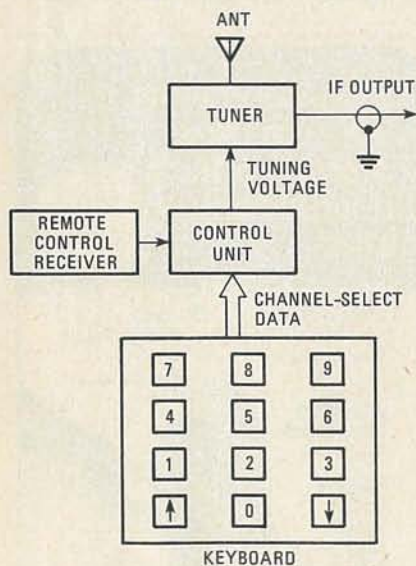 ANT
TUNER
IF OUTPUT
TUNING
VOLTAGE
REMOTE
CONTROL
RECEIVER
CONTROL
UNIT
CHANNEL-SELECT
DATA
7 8 9
4 5 6
1 2 3
↑ 0 ↓
KEYBOARD